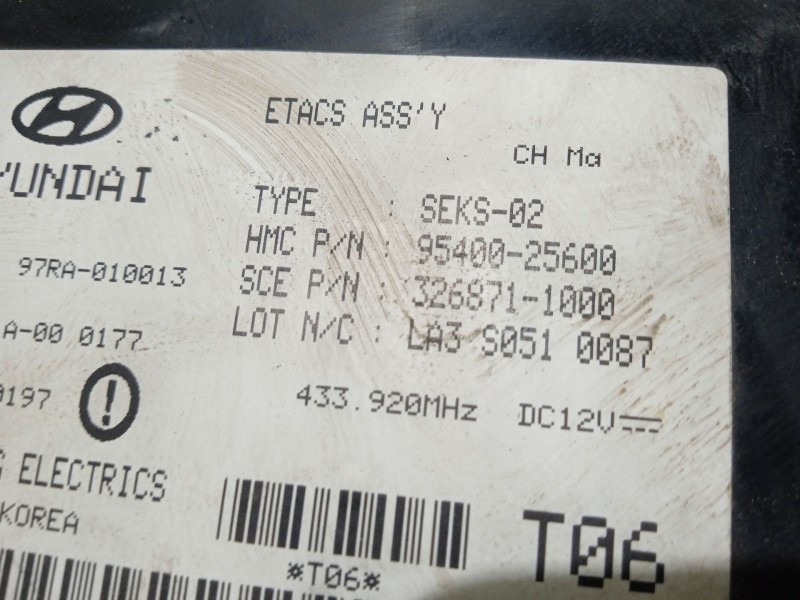 ETACS ASS'Y
CH Ma
YUNDAI
TYPE : SEKS-02
HMC P/N : 95400-25600
97RA-010013
SCE P/N : 326871-1000
A-00 0177
LOT N/C : LA3 S051 0087
0197
433.920MHz DC12V
G ELECTRICS
KOREA
*T06*
T06